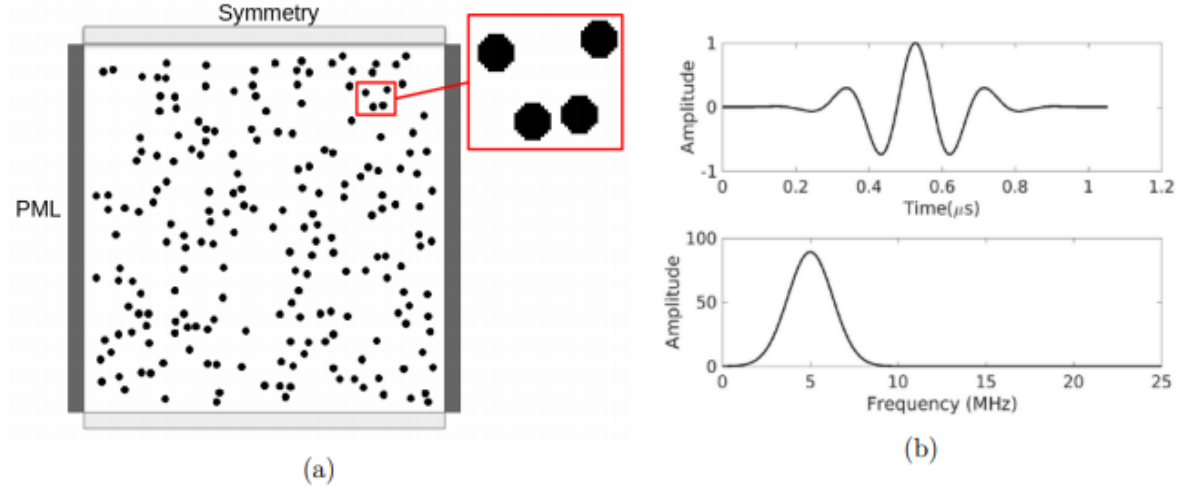 Symmetry
PML
(a)
Amplitude
1
0
-1
0 0.2 0.4 0.6 0.8 1 1.2
Time(μs)
Amplitude
100
50
0
0 5 10 15 20 25
Frequency (MHz)
(b)